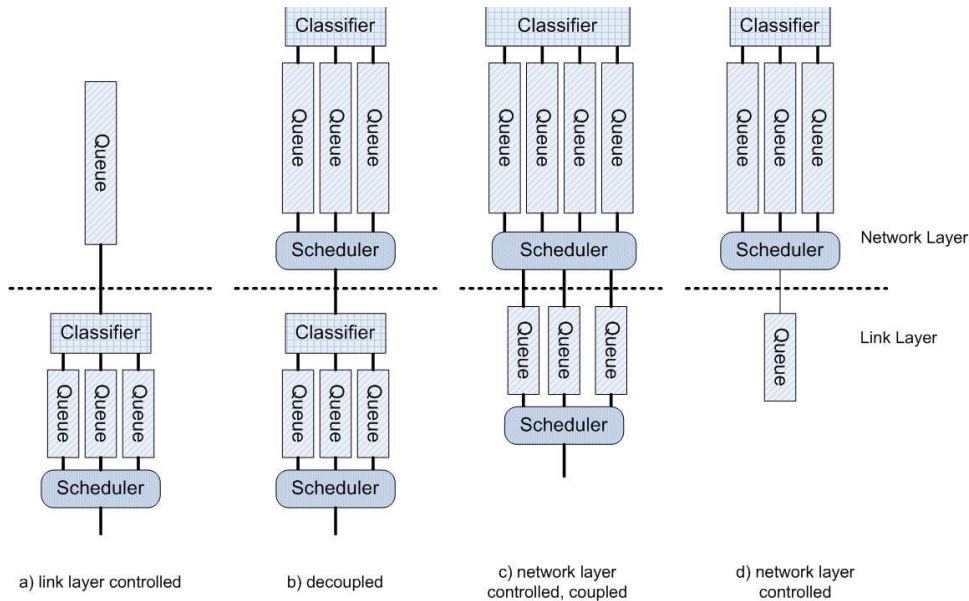 Classifier
Classifier
Classifier
Queue
Queue
Queue
Queue
Queue
Queue
Queue
Queue
Queue
Queue
Queue
Scheduler
Scheduler
Scheduler
Network Layer
Classifier
Classifier
Link Layer
Queue
Queue
Queue
Queue
Queue
Queue
Queue
Queue
Queue
Queue
Scheduler
Scheduler
Scheduler
a) link layer controlled
b) decoupled
c) network layer
controlled, coupled
d) network layer
controlled